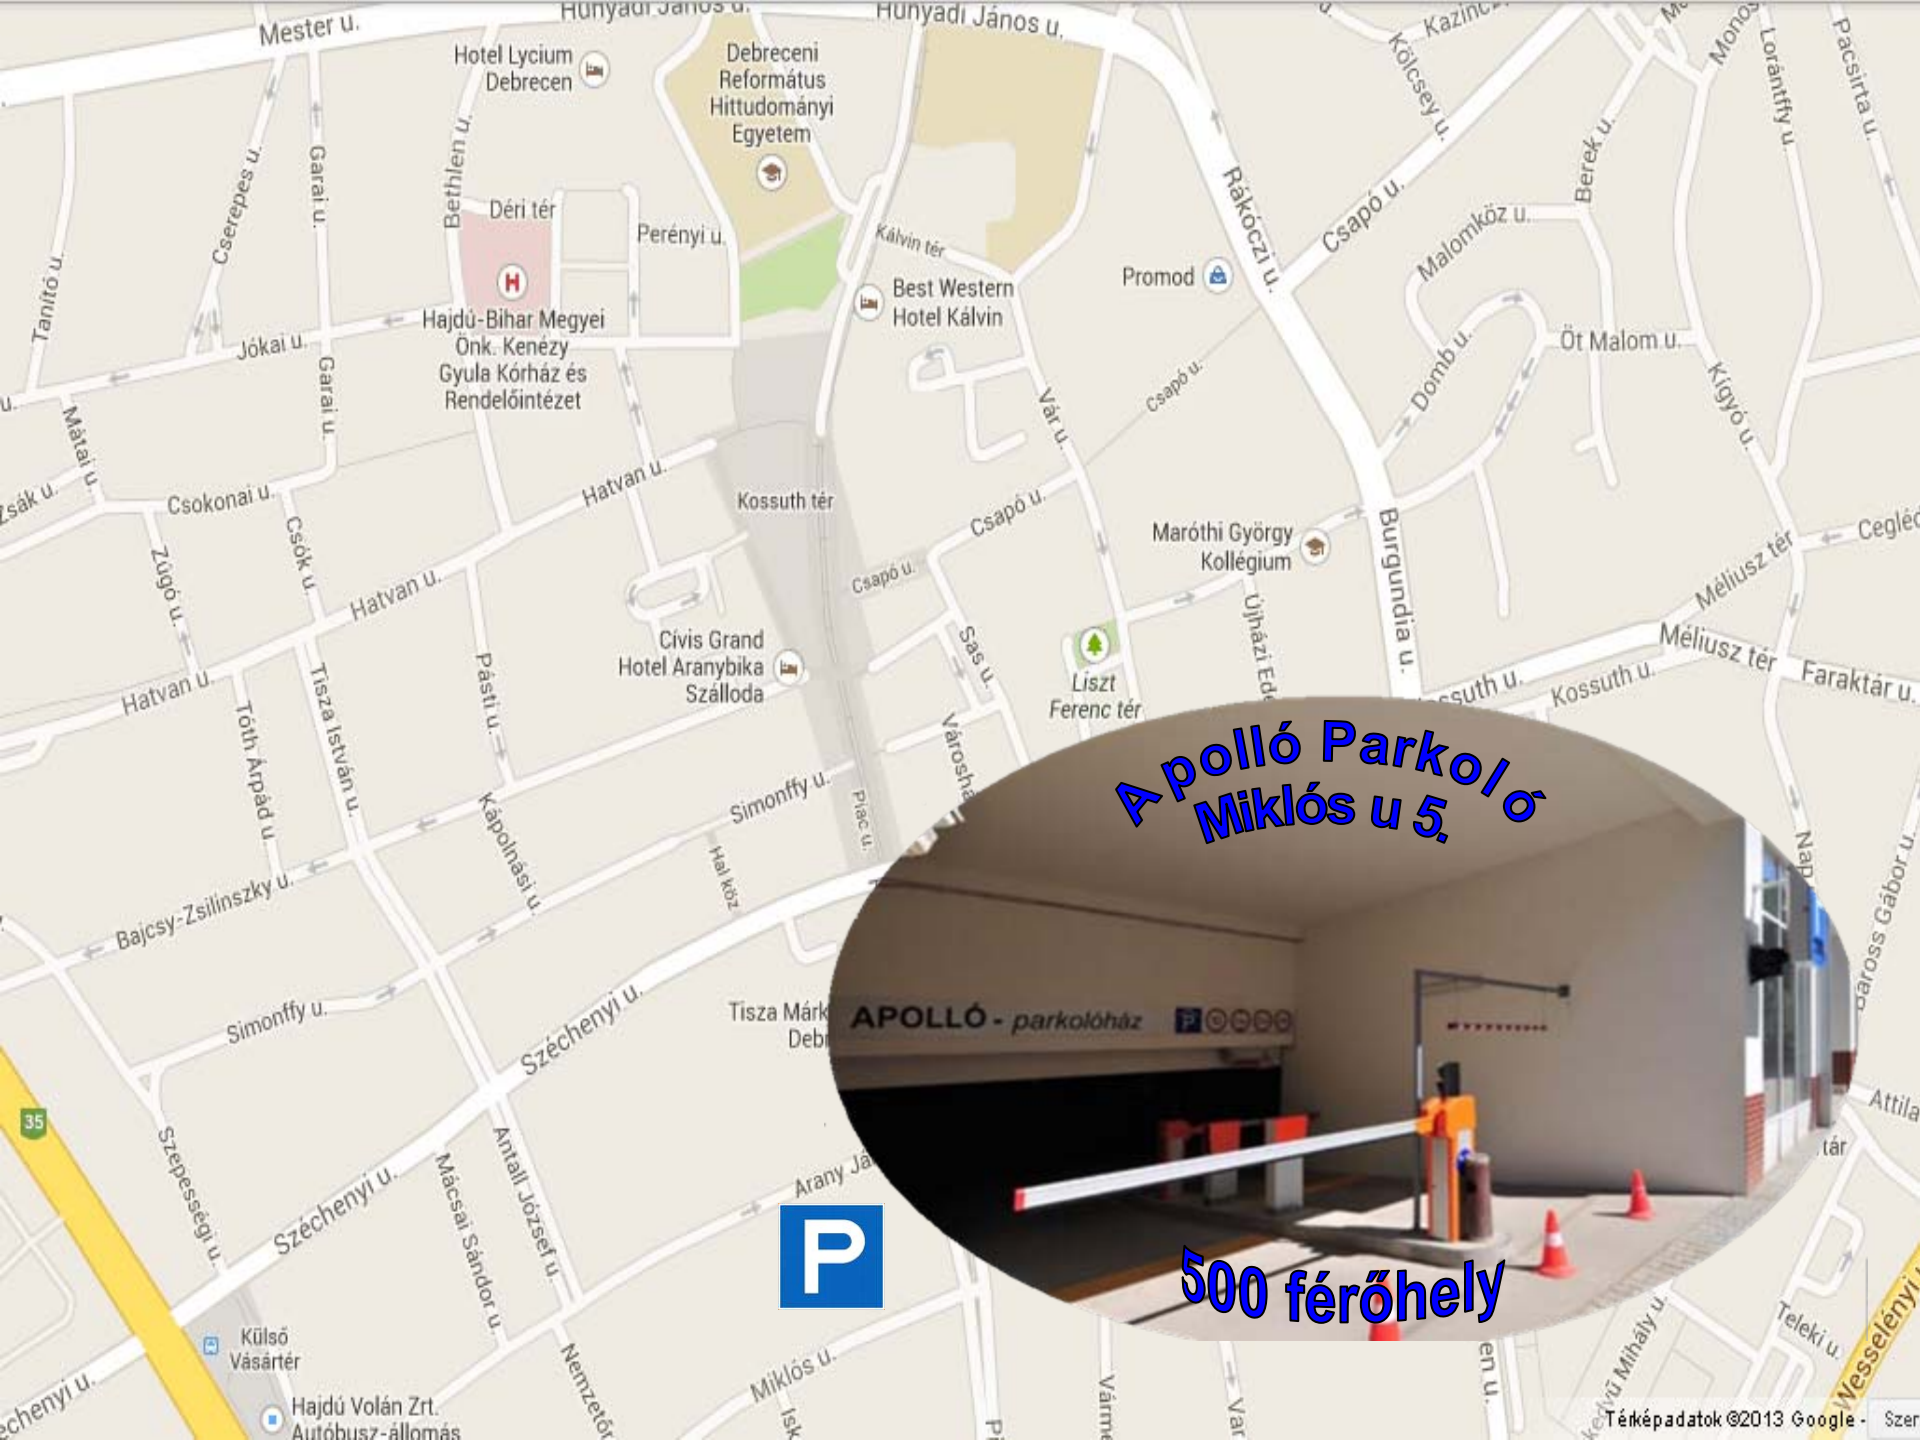 Hunyadi János u.
Hunyadi János u.
Mester u.
Hotel Lycium
Debrecen
Debreceni
Református
Hittudományi
Egyetem
Kölcsey u.
Lorántffy u.
Pacsirta u.
Cserepes u.
Garai u.
Bethlen u.
Berek u.
Déri tér
Perényi u.
Kálvin tér
Rákóczi u.
Csapó u.
Malomköz u.
Tanító u.
Promod
Best Western
Hotel Kálvin
Hajdú-Bihar Megyei
Önk. Kenézy
Gyula Kórház és
Rendelőintézet
Jókai u.
Garai u.
Öt Malom u.
Domb u.
Csapó u.
Vár u.
Kígyó u.
Mátai u.
Zsák u.
Csokonai u.
Hatvan u.
Kossuth tér
Csapó u.
Maróthi György
Kollégium
Burgundia u.
Méliusz tér
Csók u.
Zúgó u.
Hatvan u.
Csapó u.
Cívis Grand
Hotel Aranybika
Szálloda
Sas u.
Liszt
Ferenc tér
Méliusz tér
Faraktár u.
Kossuth u.
Hatvan u.
Pásti u.
Tisza István u.
Tóth Árpád u.
Apolló Parkoló
Miklós u 5.
Simonffy u.
Piac u.
Kápolnási u.
Hal köz
Nap
Baross Gábor u.
Bajcsy-Zsilinszky u.
Simonffy u.
Széchenyi u.
Tisza Márk
APOLLÓ - parkolóház
P
35
Attila
Szepességi u.
Széchenyi u.
Mácsai Sándor u.
Antall József u.
P
500 férőhely
Külső
Vásártér
Miklós u.
Teleki u.
Wesselényi u.
Hajdú Volán Zrt.
Autóbusz-állomás
Térképadatok ©2013 Google -